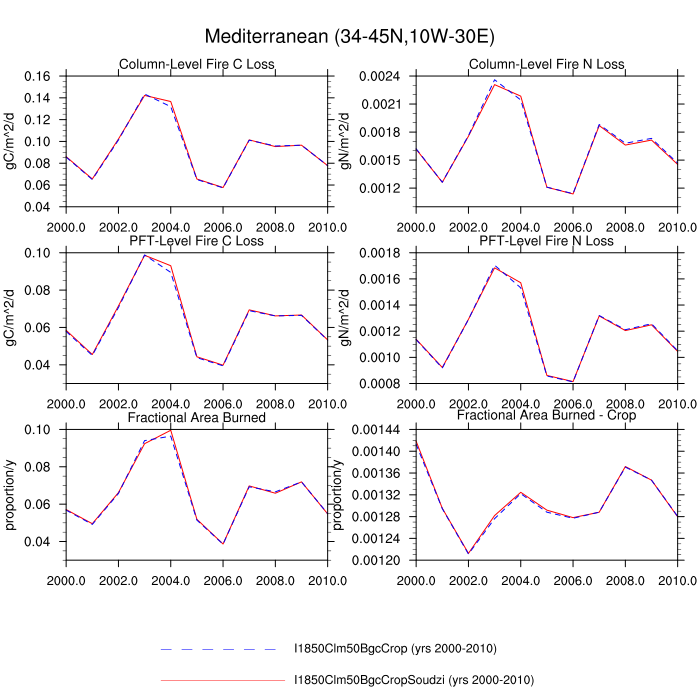 Mediterranean (34-45N,10W-30E)
Column-Level Fire C Loss
gC/m^2/d
0.16
0.14
0.12
0.10
0.08
0.06
0.04
2000.0 2002.0 2004.0 2006.0 2008.0 2010.0
Column-Level Fire N Loss
gN/m^2/d
0.0024
0.0021
0.0018
0.0015
0.0012
2000.0 2002.0 2004.0 2006.0 2008.0 2010.0
PFT-Level Fire C Loss
gC/m^2/d
0.10
0.08
0.06
0.04
2000.0 2002.0 2004.0 2006.0 2008.0 2010.0
PFT-Level Fire N Loss
gN/m^2/d
0.0018
0.0016
0.0014
0.0012
0.0010
0.0008
2000.0 2002.0 2004.0 2006.0 2008.0 2010.0
Fractional Area Burned
proportion/y
0.10
0.08
0.06
0.04
2000.0 2002.0 2004.0 2006.0 2008.0 2010.0
Fractional Area Burned - Crop
proportion/y
0.00144
0.00136
0.00132
0.00128
0.00124
0.00120
2000.0 2002.0 2004.0 2006.0 2008.0 2010.0
I1850Clm50BgcCrop (yrs 2000-2010)
I1850Clm50BgcCropSoudzi (yrs 2000-2010)